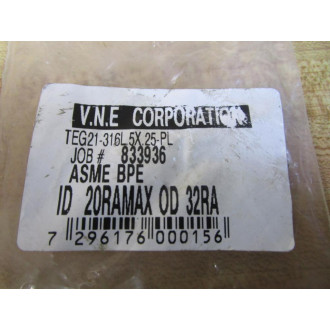 V.N.E CORPORATION
TEG21-316L.5X.25-PL
JOB # 833936
ASME BPE
ID 20RAMAX OD 32RA
7 296176 000156